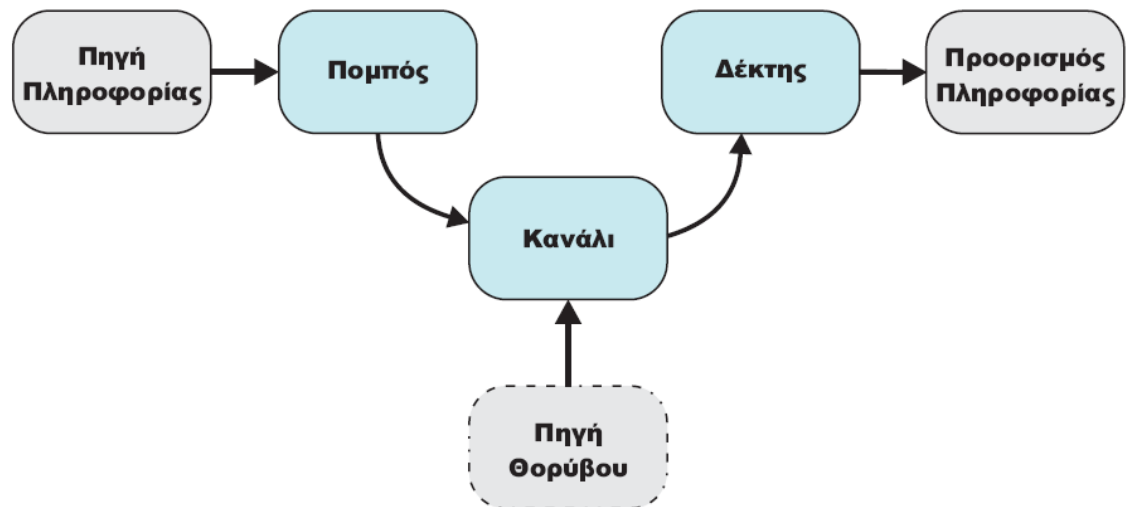 Πηγή
Πληροφορίας
Πομπός
Δέκτης
Προορισμός
Πληροφορίας
Κανάλι
Πηγή
Θορύβου